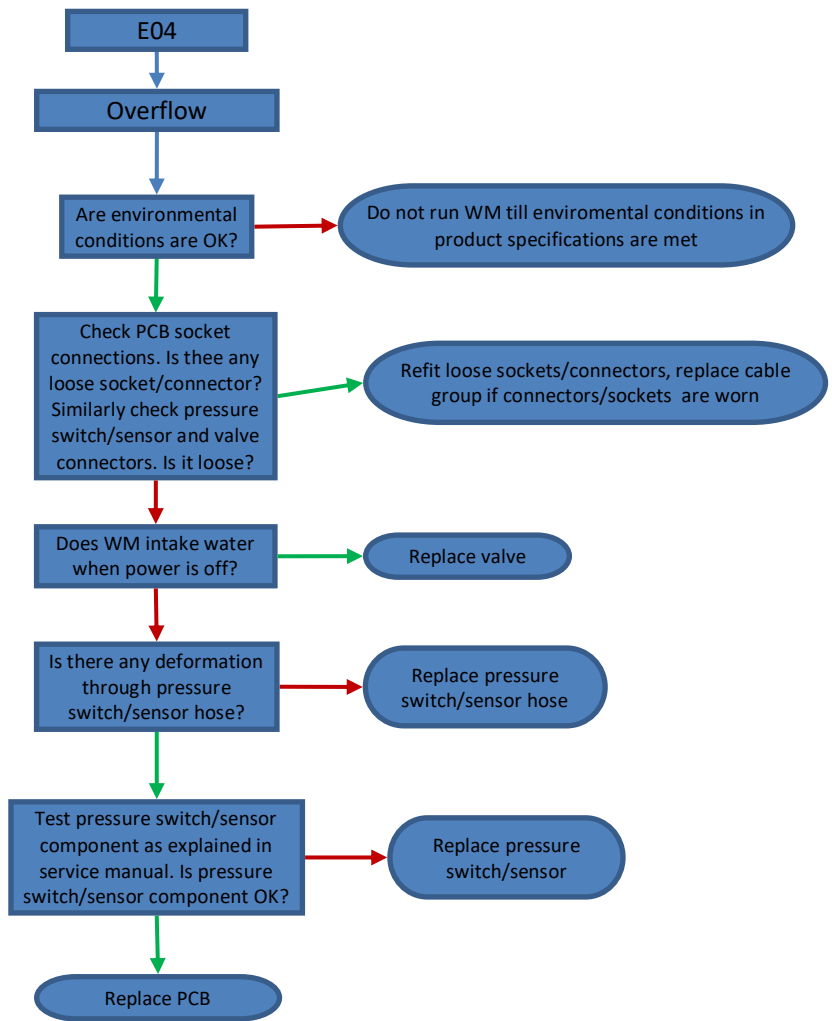 E04
Overflow
Are environmental
conditions are OK?
Do not run WM till enviromental conditions in
product specifications are met
Check PCB socket
connections. Is thee any
loose socket/connector?
Similarly check pressure
switch/sensor and valve
connectors. Is it loose?
Refit loose sockets/connectors, replace cable
group if connectors/sockets are worn
Does WM intake water
when power is off?
Replace valve
Is there any deformation
through pressure
switch/sensor hose?
Replace pressure
switch/sensor hose
Test pressure switch/sensor
component as explained in
service manual. Is pressure
switch/sensor component OK?
Replace pressure
switch/sensor
Replace PCB